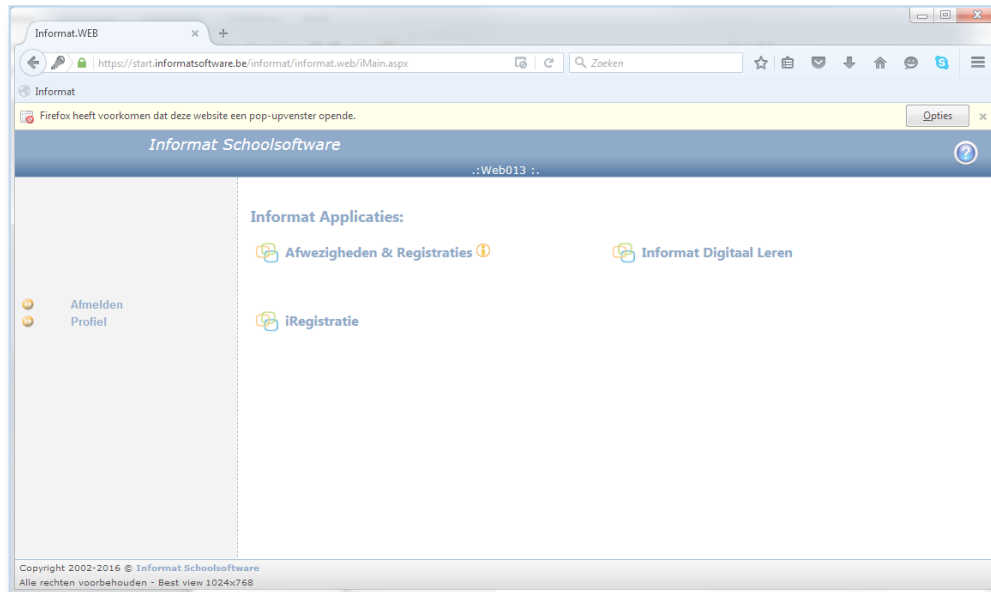 Informat.WEB
https://start.informatsoftware.be/informat/informat.web/iMain.aspx
Zoeken
Informat
Firefox heeft voorkomen dat deze website een pop-upvenster opende.
Opties
Informat Schoolsoftware
.:Web013 :.
Informat Applicaties:
Afwezigheden & Registraties
Informat Digitaal Leren
Afmelden
Profiel
iRegistratie
Copyright 2002-2016 © Informat Schoolsoftware
Alle rechten voorbehouden - Best view 1024x768